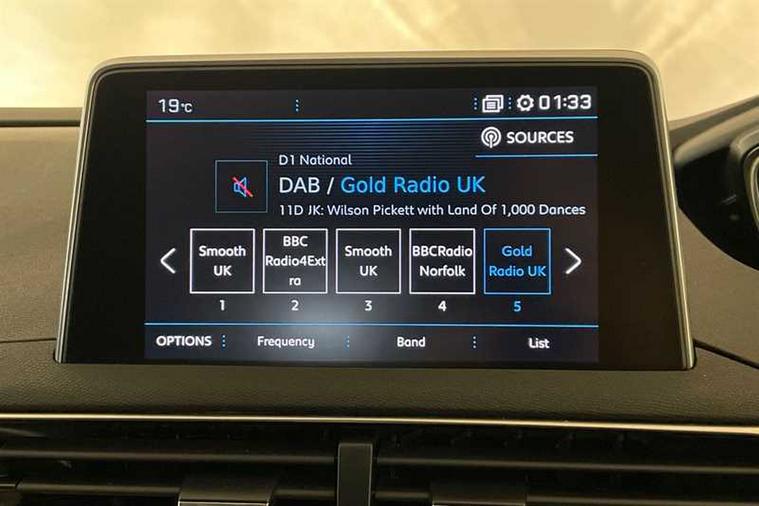 19°C
01:33
SOURCES
D1 National
DAB / Gold Radio UK
11D JK: Wilson Pickett with Land Of 1,000 Dances
Smooth
UK
BBC
Radio4Ext
ra
Smooth
UK
BBCRadio
Norfolk
Gold
Radio UK
1 2 3 4 5
OPTIONS Frequency Band List